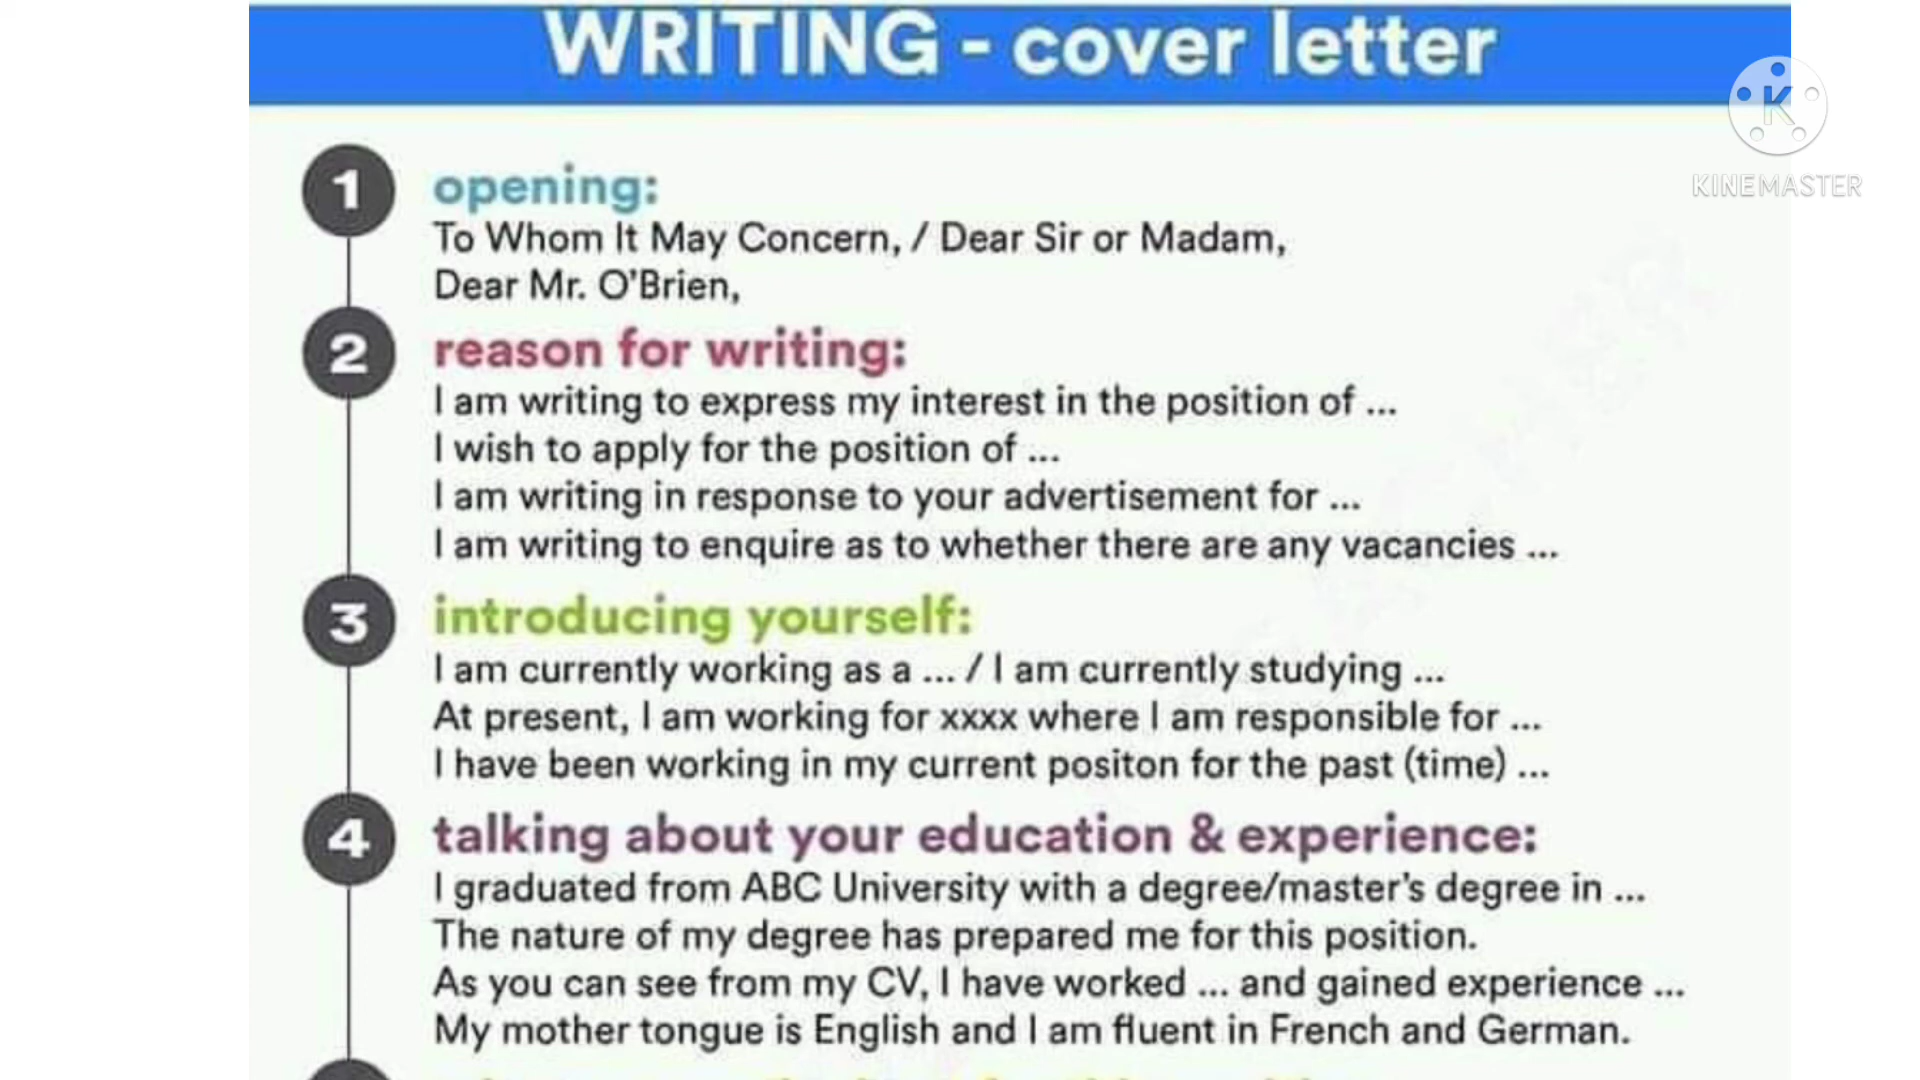 WRITING - cover letter
K
KINEMASTER
1
opening:
To Whom It May Concern, / Dear Sir or Madam,
Dear Mr. O'Brien,
2
reason for writing:
I am writing to express my interest in the position of ...
I wish to apply for the position of ...
I am writing in response to your advertisement for ...
I am writing to enquire as to whether there are any vacancies ...
3
introducing yourself:
I am currently working as a ... / I am currently studying ...
At present, I am working for xxxx where I am responsible for ...
I have been working in my current positon for the past (time) ...
4
talking about your education & experience:
I graduated from ABC University with a degree/master's degree in ...
The nature of my degree has prepared me for this position.
As you can see from my CV, I have worked ... and gained experience ...
My mother tongue is English and I am fluent in French and German.